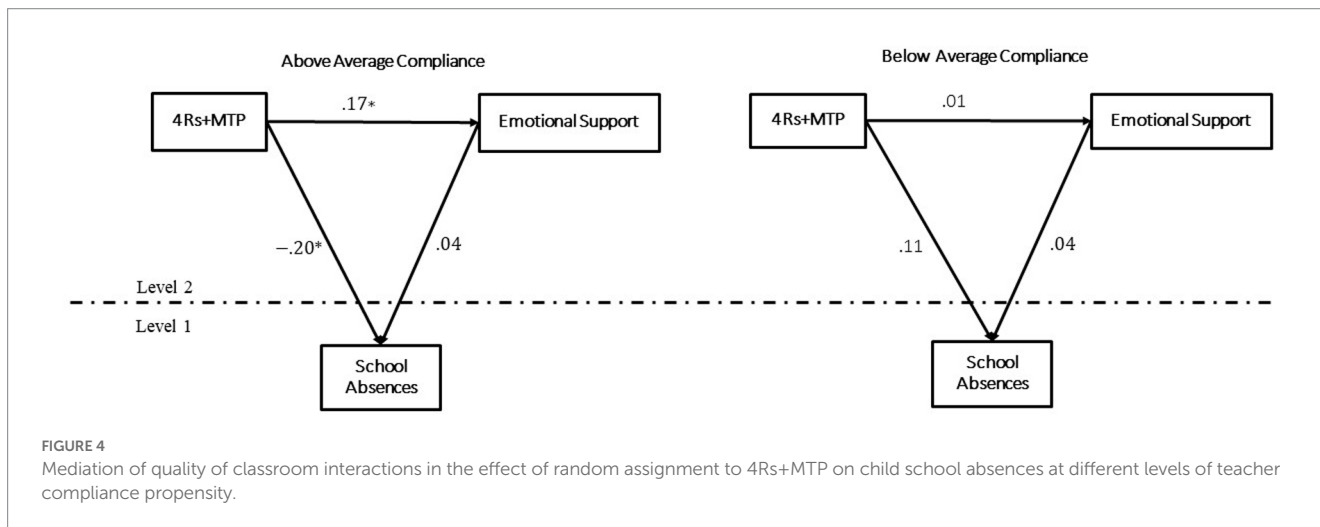 Above Average Compliance
4Rs+MTP
.17*
Emotional Support
−.20*
.04
School
Absences
Below Average Compliance
4Rs+MTP
.01
Emotional Support
.11
.04
School
Absences
Level 2
Level 1
FIGURE 4
Mediation of quality of classroom interactions in the effect of random assignment to 4Rs+MTP on child school absences at different levels of teacher
compliance propensity.